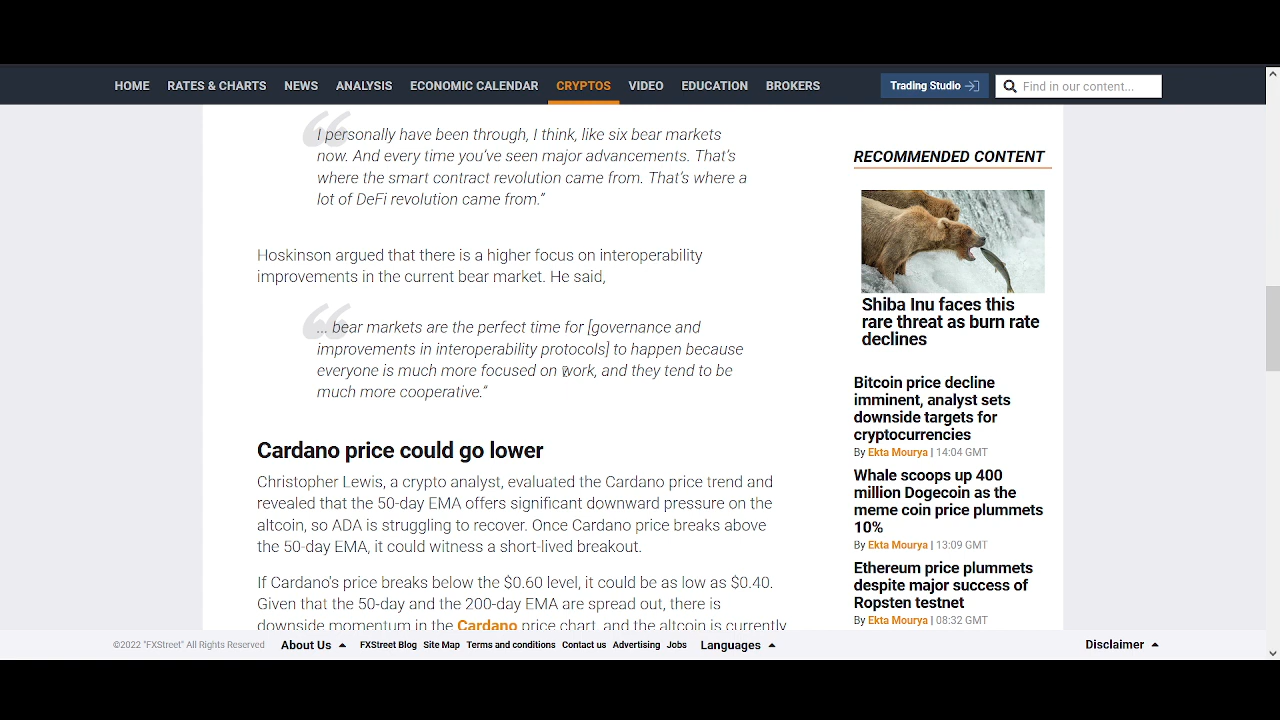 HOME RATES & CHARTS NEWS ANALYSIS ECONOMIC CALENDAR CRYPTOS VIDEO EDUCATION BROKERS Trading Studio Find in our content...
I personally have been through, I think, like six bear markets
now. And every time you've seen major advancements. That's
where the smart contract revolution came from. That's where a
lot of DeFi revolution came from.”
Hoskinson argued that there is a higher focus on interoperability
improvements in the current bear market. He said,
... bear markets are the perfect time for [governance and
improvements in interoperability protocols] to happen because
everyone is much more focused on work, and they tend to be
much more cooperative.“
Cardano price could go lower
Christopher Lewis, a crypto analyst, evaluated the Cardano price trend and
revealed that the 50-day EMA offers significant downward pressure on the
altcoin, so ADA is struggling to recover. Once Cardano price breaks above
the 50-day EMA, it could witness a short-lived breakout.
If Cardano's price breaks below the $0.60 level, it could be as low as $0.40.
Given that the 50-day and the 200-day EMA are spread out, there is
downside momentum in the Cardano price chart, and the altcoin is currently
RECOMMENDED CONTENT
Shiba Inu faces this
rare threat as burn rate
declines
Bitcoin price decline
imminent, analyst sets
downside targets for
cryptocurrencies
By Ekta Mourya | 14:04 GMT
Whale scoops up 400
million Dogecoin as the
meme coin price plummets
10%
By Ekta Mourya | 13:09 GMT
Ethereum price plummets
despite major success of
Ropsten testnet
By Ekta Mourya | 08:32 GMT
©2022 "FXStreet" All Rights Reserved About Us FXStreet Blog Site Map Terms and conditions Contact us Advertising Jobs Languages Disclaimer